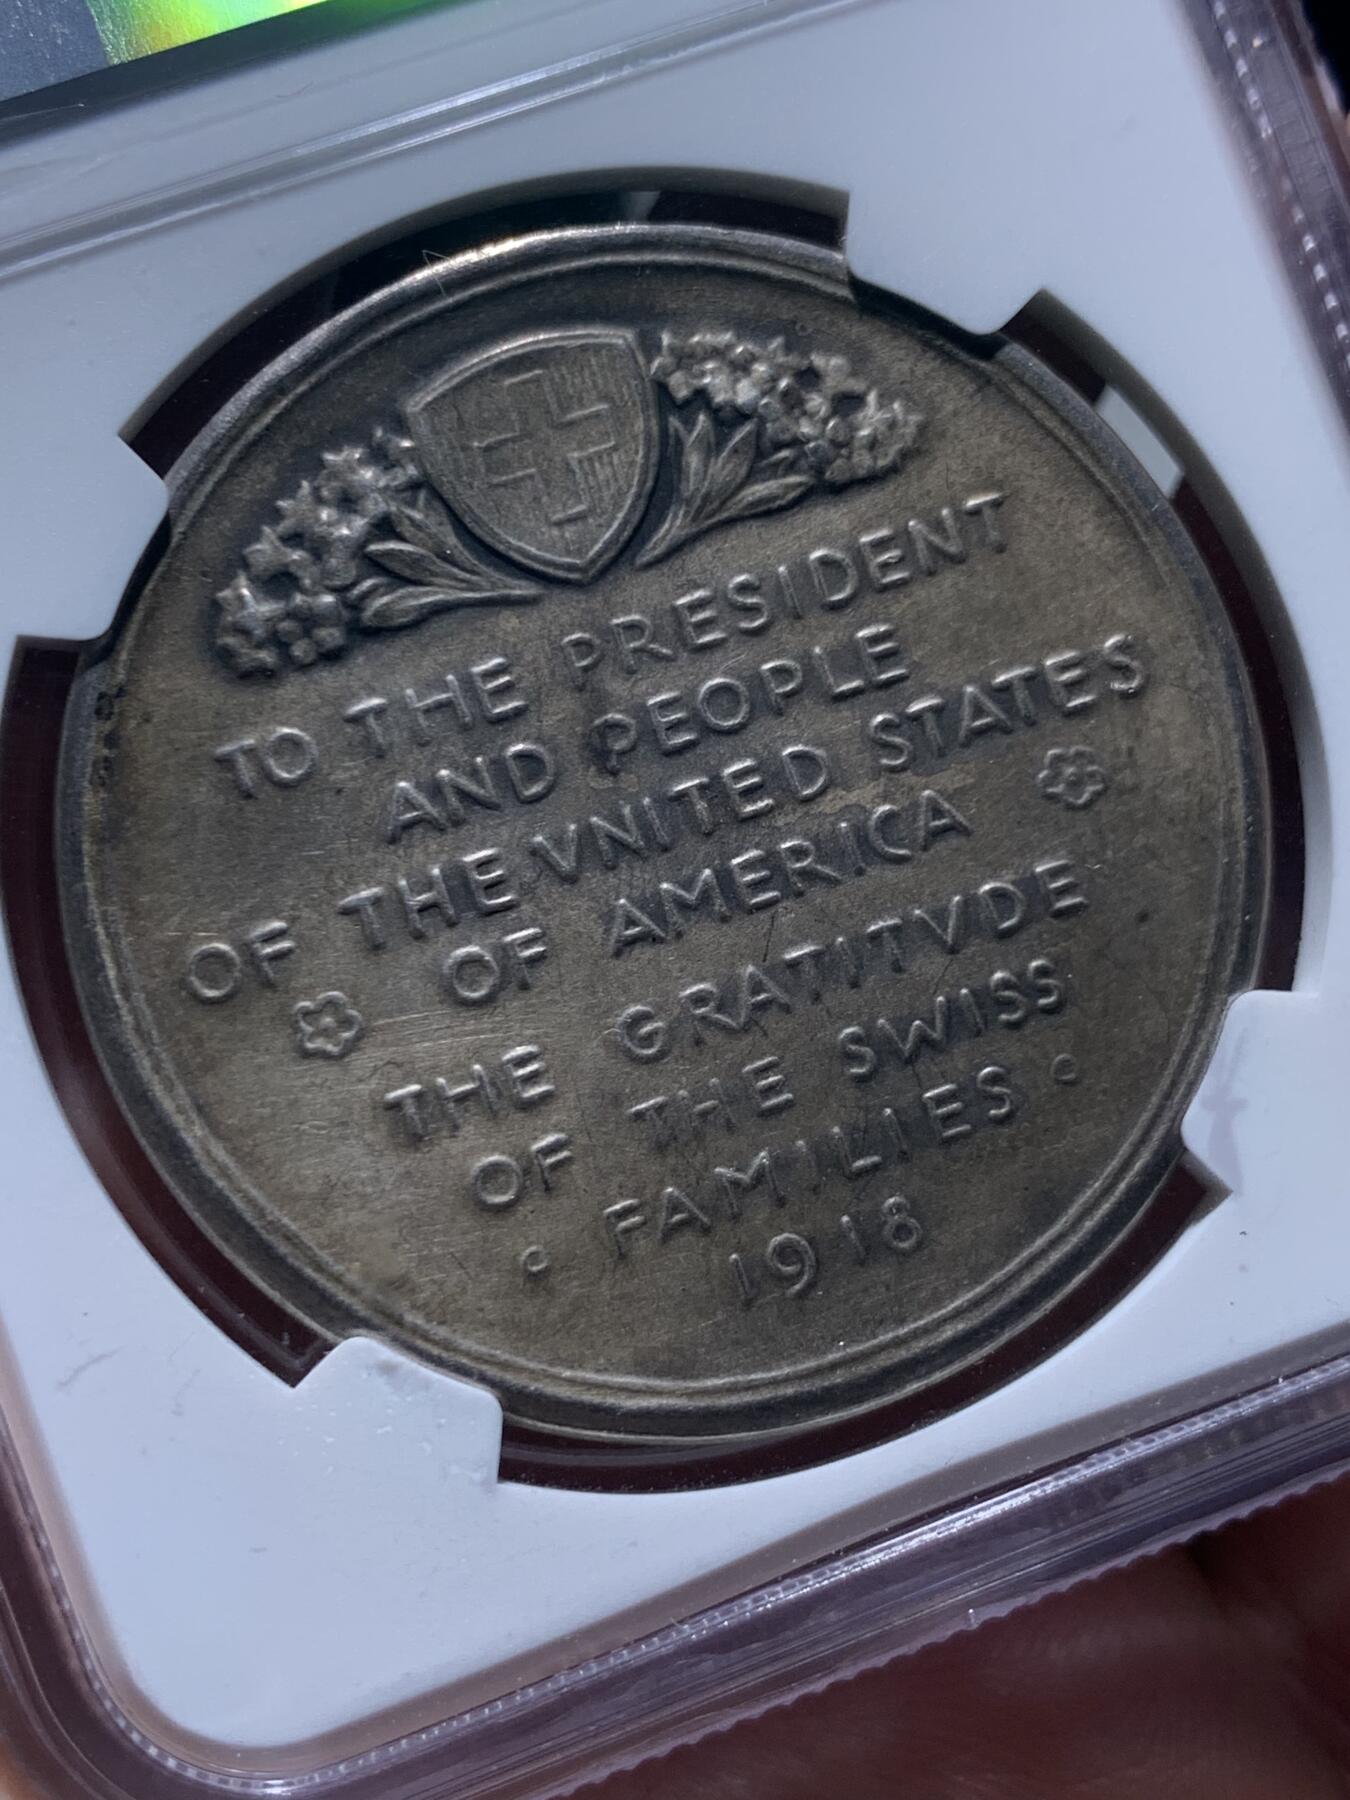 TO THE PRESIDENT
AND PEOPLE
OF THE VNITED STATES
OF AMERICA
THE GRATITVDE
OF THE SWISS
FAMILIES
1918